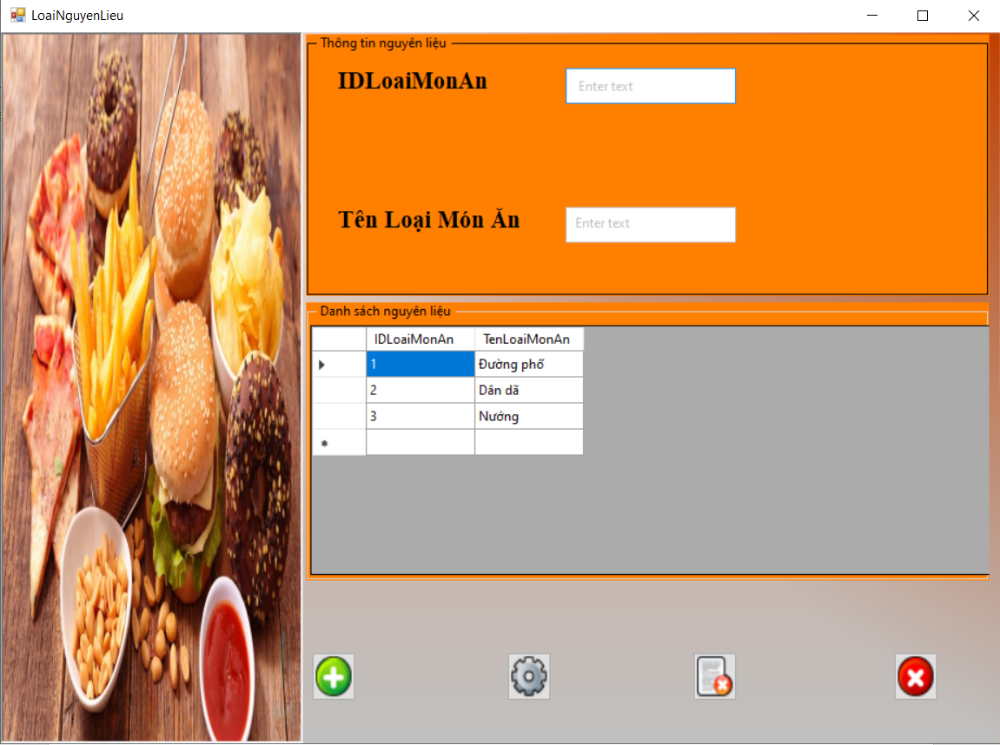 LoaiNguyenLieu
Thông tin nguyên liệu
IDLoaiMonAn
Enter text
Tên Loại Món Ăn
Enter text
Danh sách nguyên liệu
IDLoaiMonAn TenLoaiMonAn
1 Đường phố
2 Dân dã
3 Nướng